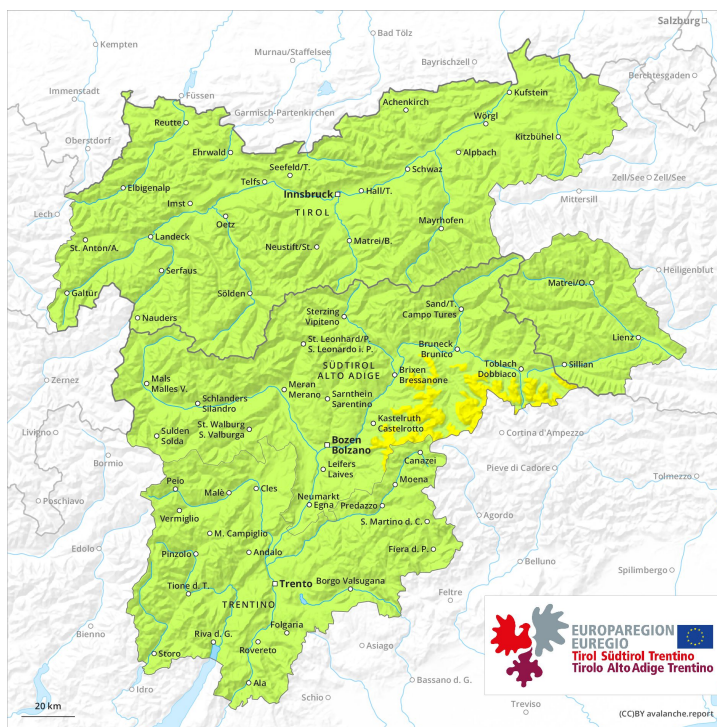 Salzburg
Kempten
Bad Tölz
Murnau/Staffelsee
Bayrischzell
Berchtesgaden
Immenstadt
Füssen
Garmisch-Partenkirchen
Achenkirch
Kufstein
Wörgl
Reutte
Kitzbühel
Oberstdorf
Ehrwald
Seefeld/T.
Alpbach
Schwaz
Telfs
Zell/See
Zell/See
Elbigenalp
Innsbruck
Hall/T.
Mittersill
Imst
TIROL
Lech
Oetz
Mayrhofen
Landeck
St. Anton/A.
Neustift/St.
Matrei/B.
Serfaus
Heiligenblut
Galtür
Sölden
Matrei/O.
Nauders
Sterzing
Vipiteno
Sand/T.
Campo Tures
Lienz
St. Leonhard/P.
S. Leonardo i. P.
Bruneck
Brunico
Toblach
Dobbiaco
Sillian
SÜDTIROL
ALTO ADIGE
Brixen
Bressanone
Mals
Malles V.
Zernez
Meran
Merano
Schlanders
Silandro
Sarnthein
Sarentino
Kastelruth
Castelrotto
Livigno
Sulden
Solda
St. Walburg
S. Valburga
Bozen
Bolzano
Cortina d'Ampezzo
Canazei
Bormio
Leifers
Laives
Pieve di Cadore
Tolmezzo
Poschiavo
Peio
Malè
Cles
Neumarkt
Egna
Moena
Predazzo
Vermiglio
Agordo
S. Martino d. C.
M. Campiglio
Edolo
Pinzolo
Andalo
Fiera d. P.
Belluno
Spilimbergo
Tione d. T.
Trento
Borgo Valsugana
Feltre
TRENTINO
Folgaria
Bienno
Riva d. G.
Rovereto
Storo
Asiago
Ala
Idro
Schio
Bassano d. G.
Treviso
EUROPAREGION
EUREGIO
Tirol Südtirol Trentino
Tirolo Alto Adige Trentino
20 km
(CC)BY avalanche.report